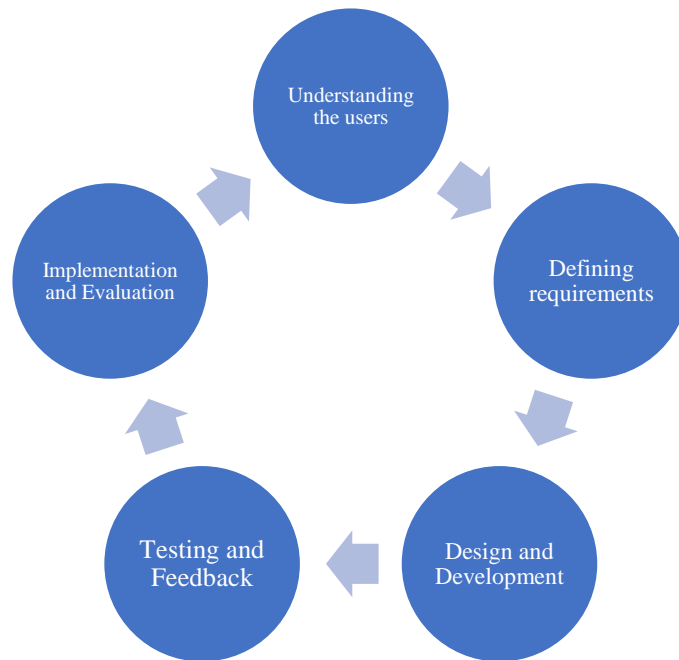 Understanding
the users
Defining
requirements
Design and
Development
Testing and
Feedback
Implementation
and Evaluation